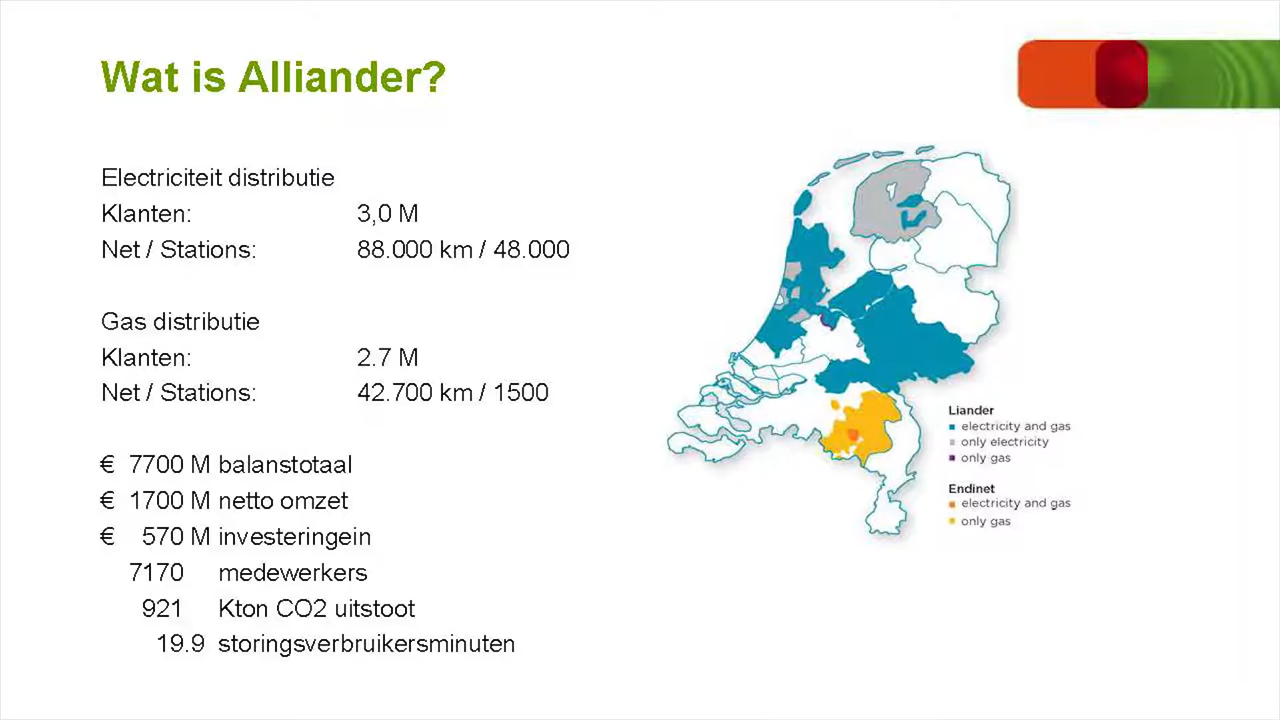 Wat is Alliander?
Electriciteit distributie
Klanten: 3,0 M
Net / Stations: 88.000 km / 48.000
Gas distributie
Klanten: 2.7 M
Net / Stations: 42.700 km / 1500
€ 7700 M balanstotaal
€ 1700 M netto omzet
€ 570 M investeringein
7170 medewerkers
921 Kton CO2 uitstoot
19.9 storingsverbruikersminuten
Liander
electricity and gas
only electricity
only gas
Endinet
electricity and gas
only gas